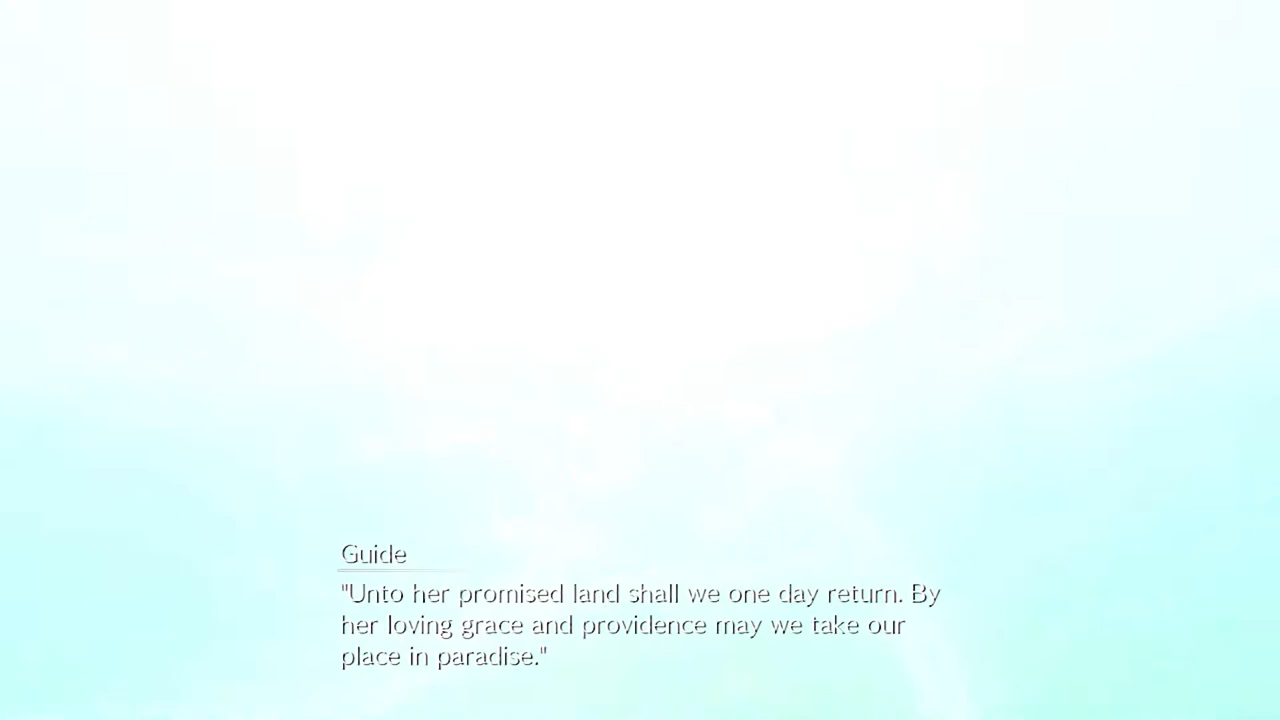 Guide
"Unto her promised land shall we one day return. By
her loving grace and providence may we take our
place in paradise."